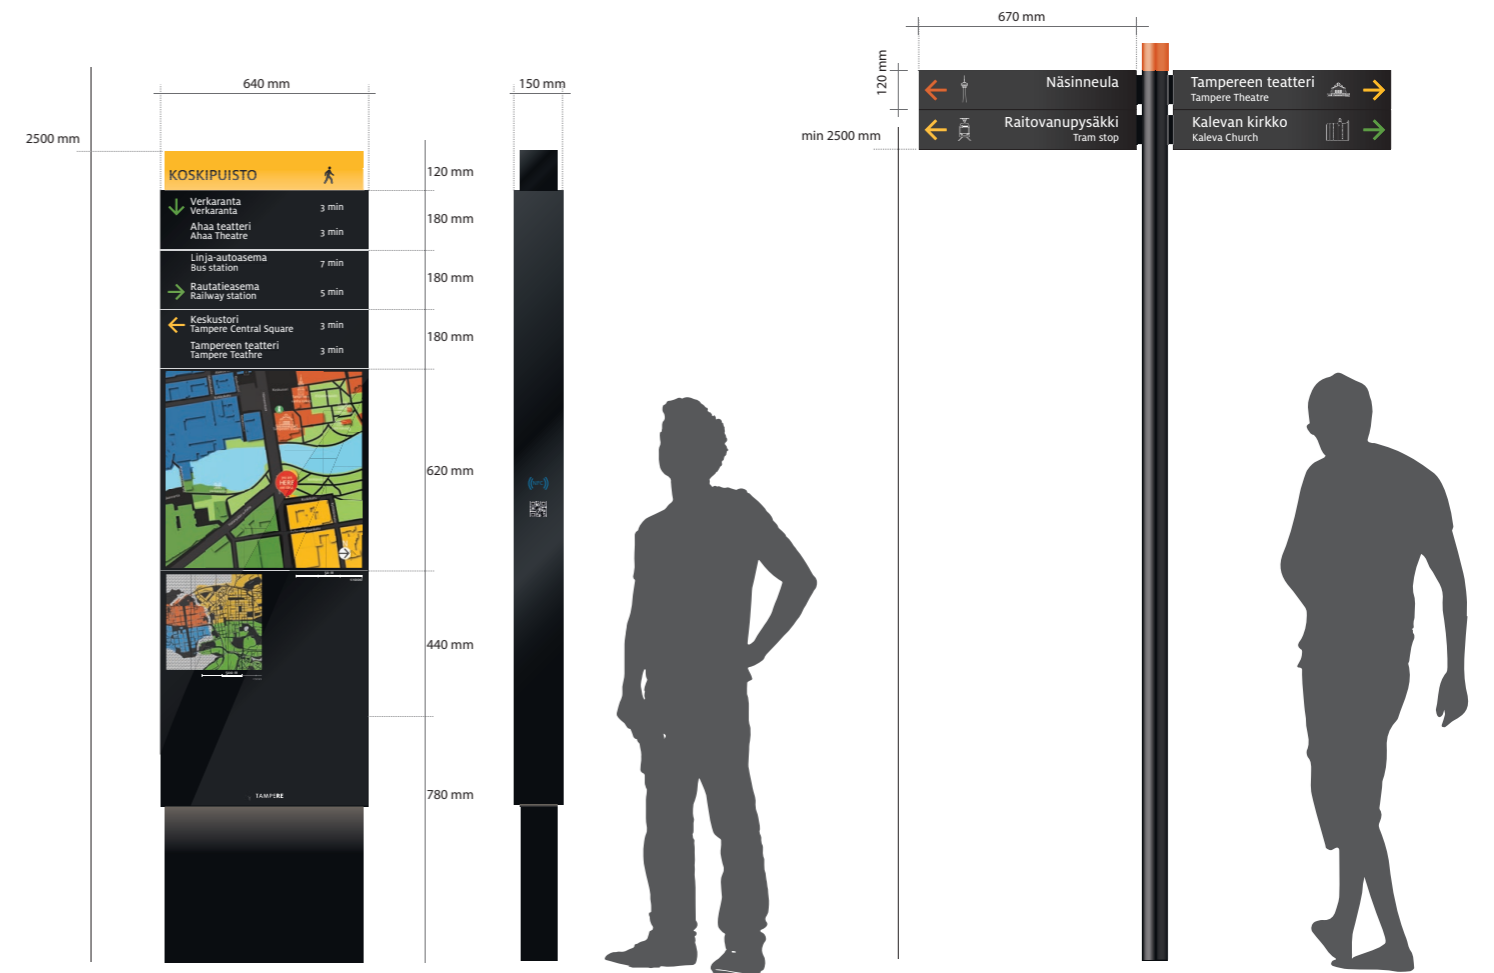 640 mm
2500 mm
KOSKIPUISTO
Verkaranta
Verkaranta
3 min
Ahaa teatteri
Ahaa Theatre
3 min
Linja-autoasema
Bus station
7 min
Rautatieasema
Railway station
5 min
Keskustori
Tampere Central Square
3 min
Tampereen teatteri
Tampere Teathre
3 min
HERE
TAMPERE
120 mm
180 mm
180 mm
180 mm
620 mm
440 mm
780 mm
150 mm
670 mm
120 mm
min 2500 mm
Näsinneula
Raitovanupysäkki
Tram stop
Tampereen teatteri
Tampere Theatre
Kalevan kirkko
Kaleva Church